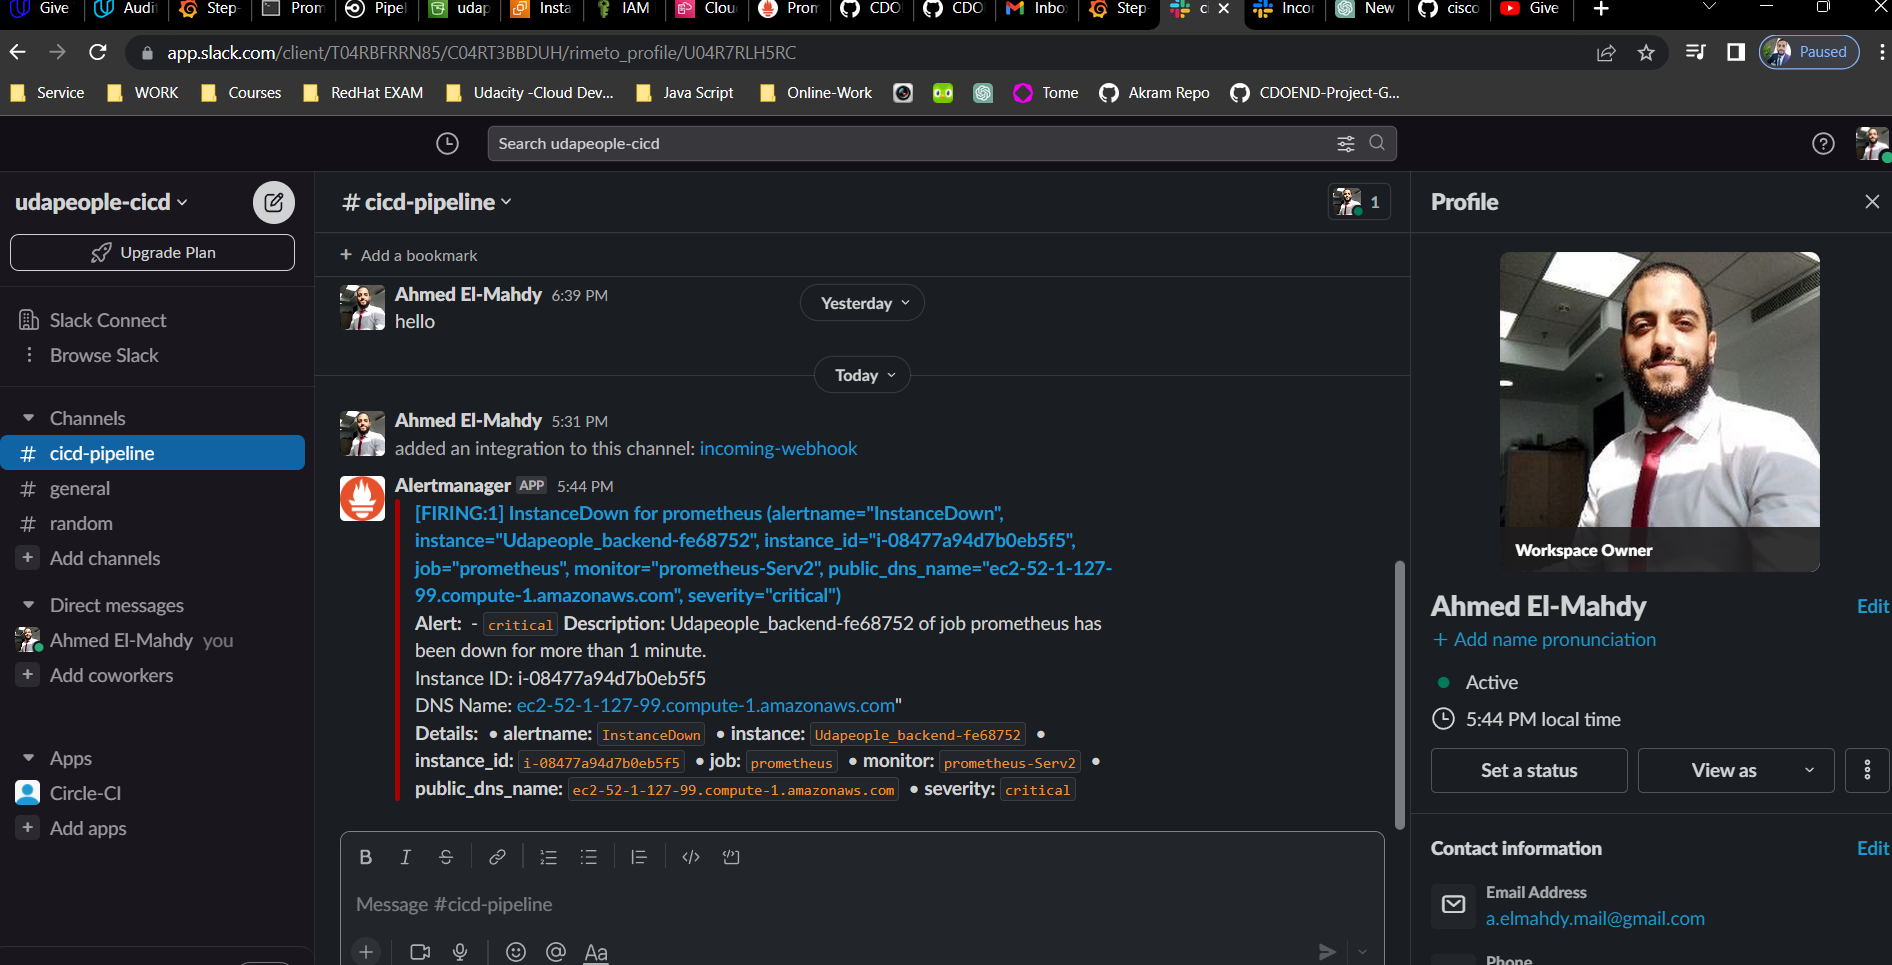 Give
Audit
Step-
Prom
Pipel
udap
Insta
IAM
Clou
Prom
CDO
CDO
Inbo
Step-
cl
Incor
New
cisco
Give
app.slack.com/client/T04RBFRRN85/C04RT3BBDUH/rimeto_profile/U04R7RLH5RC
Paused
Service
WORK
Courses
RedHat EXAM
Udacity -Cloud Dev...
Java Script
Online-Work
Tome
Akram Repo
CDOEND-Project-G...
Search udapeople-cicd
udapeople-cicd
Upgrade Plan
Slack Connect
Browse Slack
Channels
# cicd-pipeline
# general
# random
+ Add channels
Direct messages
Ahmed El-Mahdy you
+ Add coworkers
Apps
Circle-CI
+ Add apps
# cicd-pipeline
1
+ Add a bookmark
Ahmed El-Mahdy 6:39 PM
Yesterday
hello
Today
Ahmed El-Mahdy 5:31 PM
added an integration to this channel: incoming-webhook
Alertmanager APP 5:44 PM
[FIRING:1] InstanceDown for prometheus (alertname="InstanceDown",
instance="Udapeople_backend-fe68752", instance_id="i-08477a94d7b0eb5f5",
job="prometheus", monitor="prometheus-Serv2", public_dns_name="ec2-52-1-127-
99.compute-1.amazonaws.com", severity="critical")
Alert: - critical Description: Udapeople_backend-fe68752 of job prometheus has
been down for more than 1 minute.
Instance ID: i-08477a94d7b0eb5f5
DNS Name: ec2-52-1-127-99.compute-1.amazonaws.com"
Details: • alertname: InstanceDown • instance: Udapeople_backend-fe68752 •
instance_id: i-08477a94d7b0eb5f5 • job: prometheus • monitor: prometheus-Serv2 •
public_dns_name: ec2-52-1-127-99.compute-1.amazonaws.com • severity: critical
B I S
Message #cicd-pipeline
@ Aa
Profile
Workspace Owner
Ahmed El-Mahdy
Edit
+ Add name pronunciation
Active
5:44 PM local time
Set a status
View as
Contact information
Edit
Email Address
a.elmahdy.mail@gmail.com
Phone